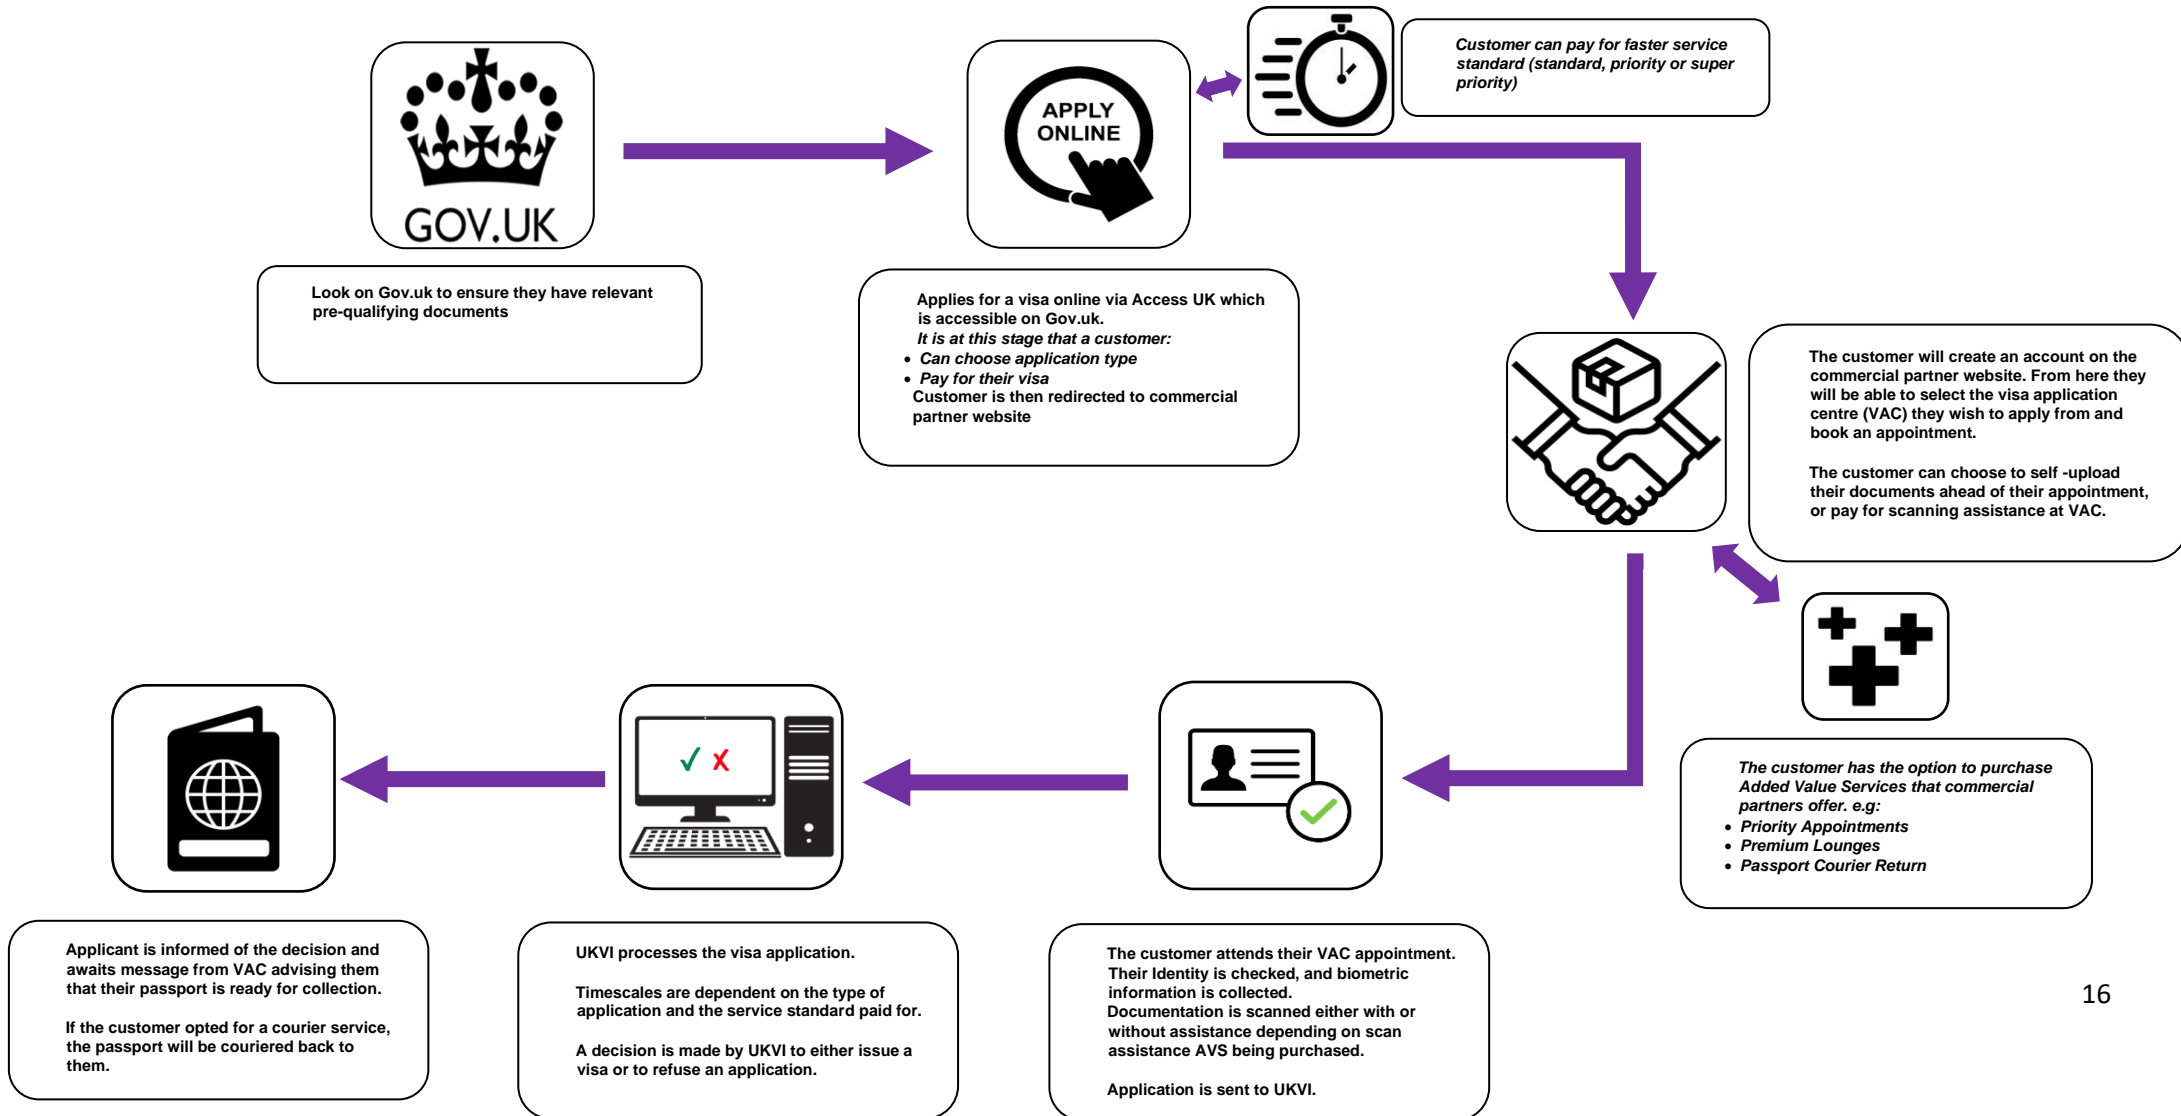 GOV.UK
Look on Gov.uk to ensure they have relevant
pre-qualifying documents
APPLY
ONLINE
Applies for a visa online via Access UK which
is accessible on Gov.uk.
It is at this stage that a customer:
• Can choose application type
• Pay for their visa
Customer is then redirected to commercial
partner website
Customer can pay for faster service
standard (standard, priority or super
priority)
The customer will create an account on the
commercial partner website. From here they
will be able to select the visa application
centre (VAC) they wish to apply from and
book an appointment.
The customer can choose to self -upload
their documents ahead of their appointment,
or pay for scanning assistance at VAC.
The customer has the option to purchase
Added Value Services that commercial
partners offer. e.g:
• Priority Appointments
• Premium Lounges
• Passport Courier Return
The customer attends their VAC appointment.
Their Identity is checked, and biometric
information is collected.
Documentation is scanned either with or
without assistance depending on scan
assistance AVS being purchased.
Application is sent to UKVI.
UKVI processes the visa application.
Timescales are dependent on the type of
application and the service standard paid for.
A decision is made by UKVI to either issue a
visa or to refuse an application.
Applicant is informed of the decision and
awaits message from VAC advising them
that their passport is ready for collection.
If the customer opted for a courier service,
the passport will be couriered back to
them.
16